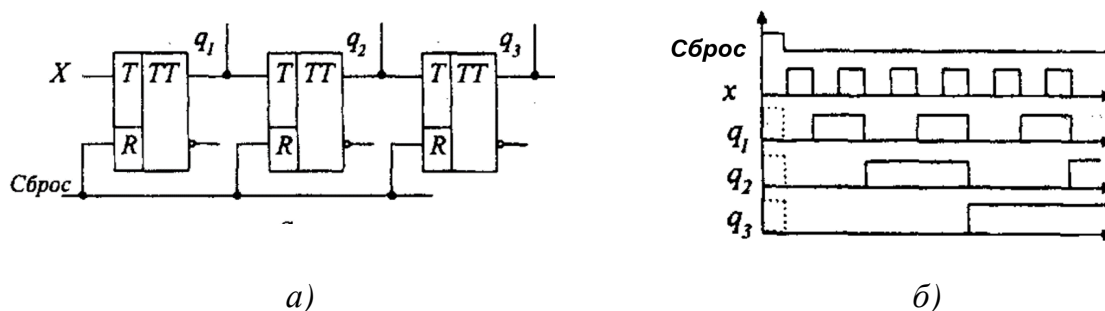 q₁ q₂ q₃
X T TT T TT T TT
R R R
Сброс
а)
Сброс
x
q₁
q₂
q₃
б)